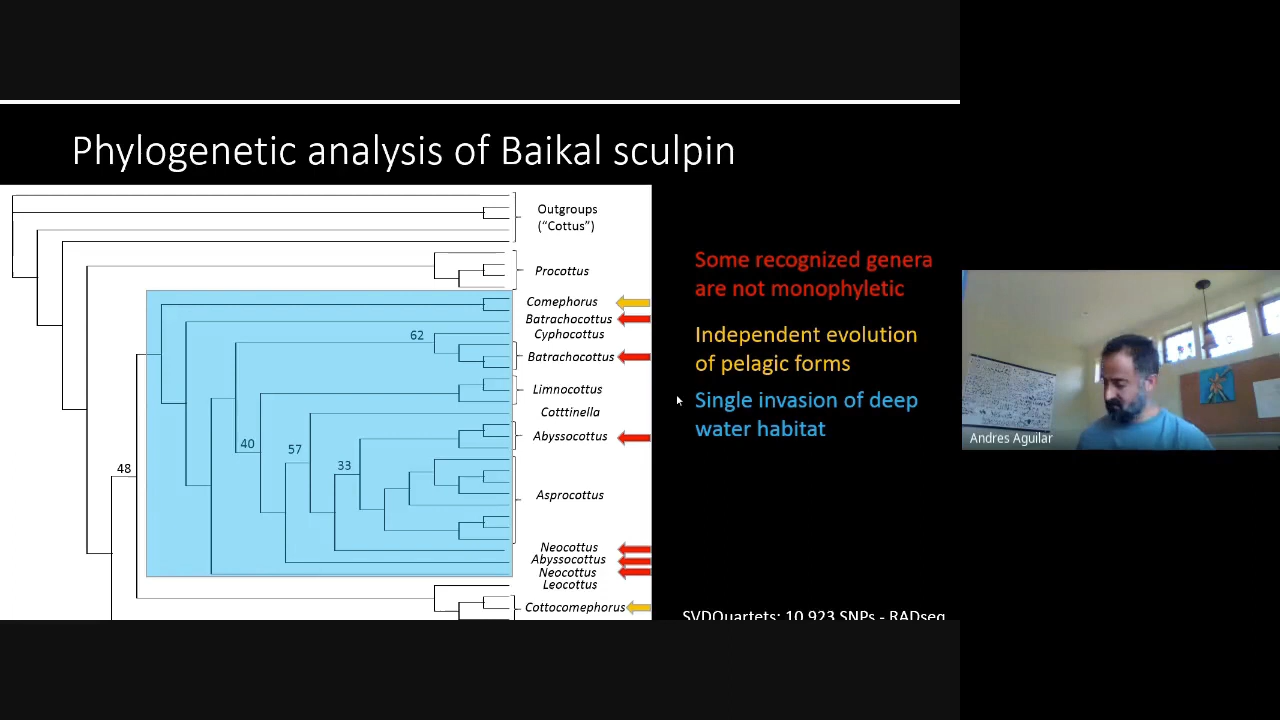 Phylogenetic analysis of Baikal sculpin
Outgroups
("Cottus")
Procottus
Comephorus
Batrachocottus
Cyphocottus
62
Batrachocottus
Limnocottus
Cotttinella
40
57
Abyssocottus
33
48
Asprocottus
Neocottus
Abyssocottus
Neocottus
Leocottus
Cottocomephorus
Some recognized genera
are not monophyletic
Independent evolution
of pelagic forms
Single invasion of deep
water habitat
SVDQuartets: 10,923 SNPs - RADseq
Andres Aguilar